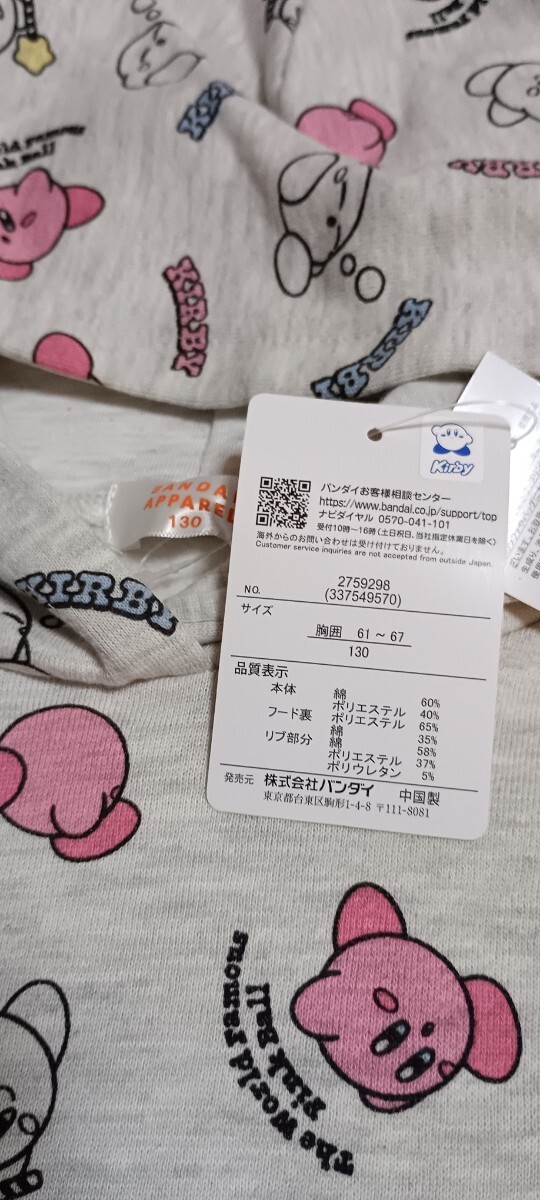 KIRBY
KIRBY
KIRBY
BANDAI
APPAREL
130
KIRBY
Kirby
バンダイお客様相談センター
https://www.bandai.co.jp/support/top
ナビダイヤル 0570-041-101
受付10時～16時(土日祝日、当社指定休業日を除く)
海外からのお問い合わせは受け付けておりません。
Customer service inquiries are not accepted from outside Japan.
NO. 2759298
(337549570)
サイズ
胸囲 61 ～ 67
130
品質表示
本体 綿 60%
ポリエステル 40%
フード裏 ポリエステル 65%
綿 35%
リブ部分 綿 58%
ポリエステル 37%
ポリウレタン 5%
発売元 株式会社バンダイ 中国製
東京都台東区駒形1-4-8 〒111-8081
The World Famous
Pink Ball